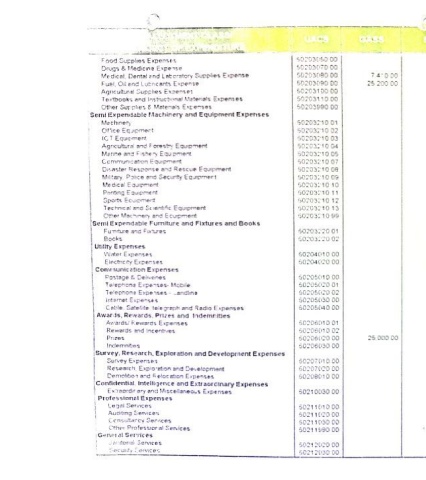 Food Supplies Expenses 50203050 00
Drugs & Medicine Expense 50203070 00
Medical, Dental and Laboratory Supplies Expense 50203080 00 7 410 00
Fuel, Oil and Lubricants Expense 50203090 00 25 200 00
Agricultural Supplies Expenses 50203100 00
Textbooks and Instructional Materials Expenses 50203110 00
Other Supplies & Materials Expenses 50203990 00
Semi Expendable Machinery and Equipment Expenses
Machinery 50203210 01
Office Equipment 50203210 02
ICT Equipment 50203210 03
Agricultural and Forestry Equipment 50203210 04
Marine and Fishery Equipment 50203210 05
Communication Equipment 50203210 07
Disaster Response and Rescue Equipment 50203210 08
Military, Police and Security Equipment 50203210 09
Medical Equipment 50203210 10
Printing Equipment 50203210 11
Sports Equipment 50203210 12
Technical and Scientific Equipment 50203210 13
Other Machinery and Equipment 50203210 99
Semi Expendable Furniture and Fixtures and Books
Furniture and Fixtures 50203220 01
Books 50203220 02
Utility Expenses
Water Expenses 50204010 00
Electricity Expenses 50204020 00
Communication Expenses
Postage & Deliveries 50205010 00
Telephone Expenses- Mobile 50205020 01
Telephone Expenses - Landline 50205020 02
Internet Expenses 50205030 00
Cable, Satellite, telegraph and Radio Expenses 50205040 00
Awards, Rewards, Prizes and Indemnities
Awards/ Rewards Expenses 50206010 01
Rewards and Incentives 50206010 02
Prizes 50206020 00 25 000 00
Indemnities 50206030 00
Survey, Research, Exploration and Development Expenses
Survey Expenses 50207010 00
Research, Exploration and Development 50207020 00
Demolition and Relocation Expenses 50208010 00
Confidential, Intelligence and Extraordinary Expenses
Extraordinary and Miscellaneous Expenses 50210030 00
Professional Expenses
Legal Services 50211010 00
Auditing Services 50211020 00
Consultancy Services 50211030 00
Other Professional Services 50211990 00
General Services
Janitorial Services 50212020 00
Security Services 50212030 00